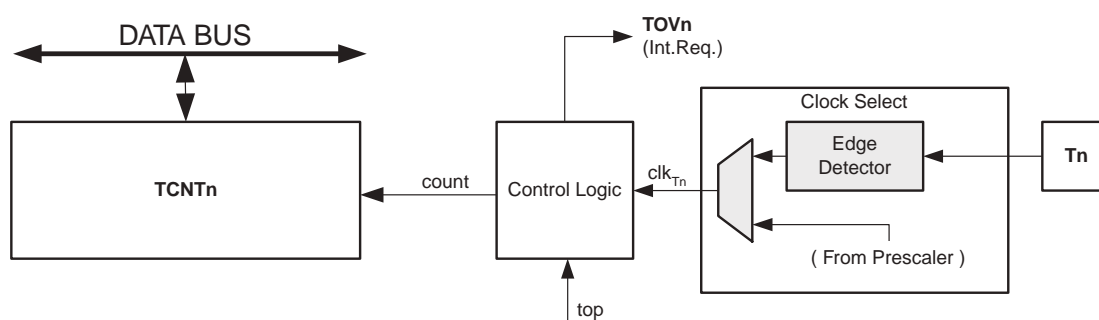 DATA BUS
TOVn
(Int.Req.)
Clock Select
TCNTn
count
Control Logic
clkTn
Edge
Detector
Tn
( From Prescaler )
top